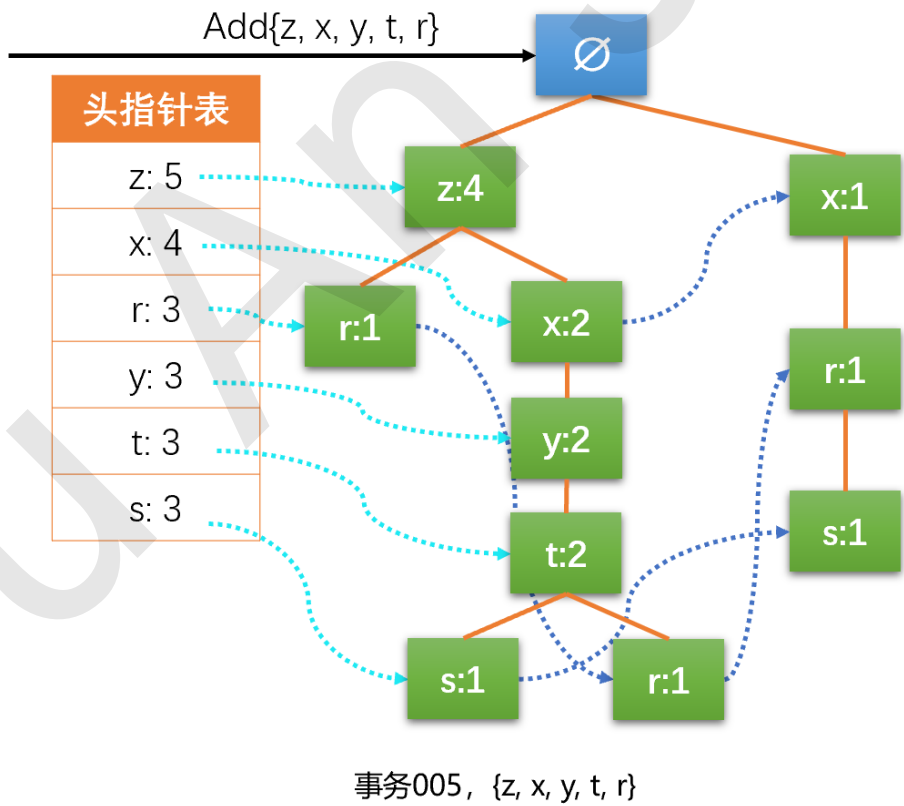 Add{z, x, y, t, r}
∅
头指针表
z: 5
x: 4
r: 3
y: 3
t: 3
s: 3
z:4
x:1
r:1
x:2
r:1
y:2
t:2
s:1
s:1
r:1
事务005，{z, x, y, t, r}
u An